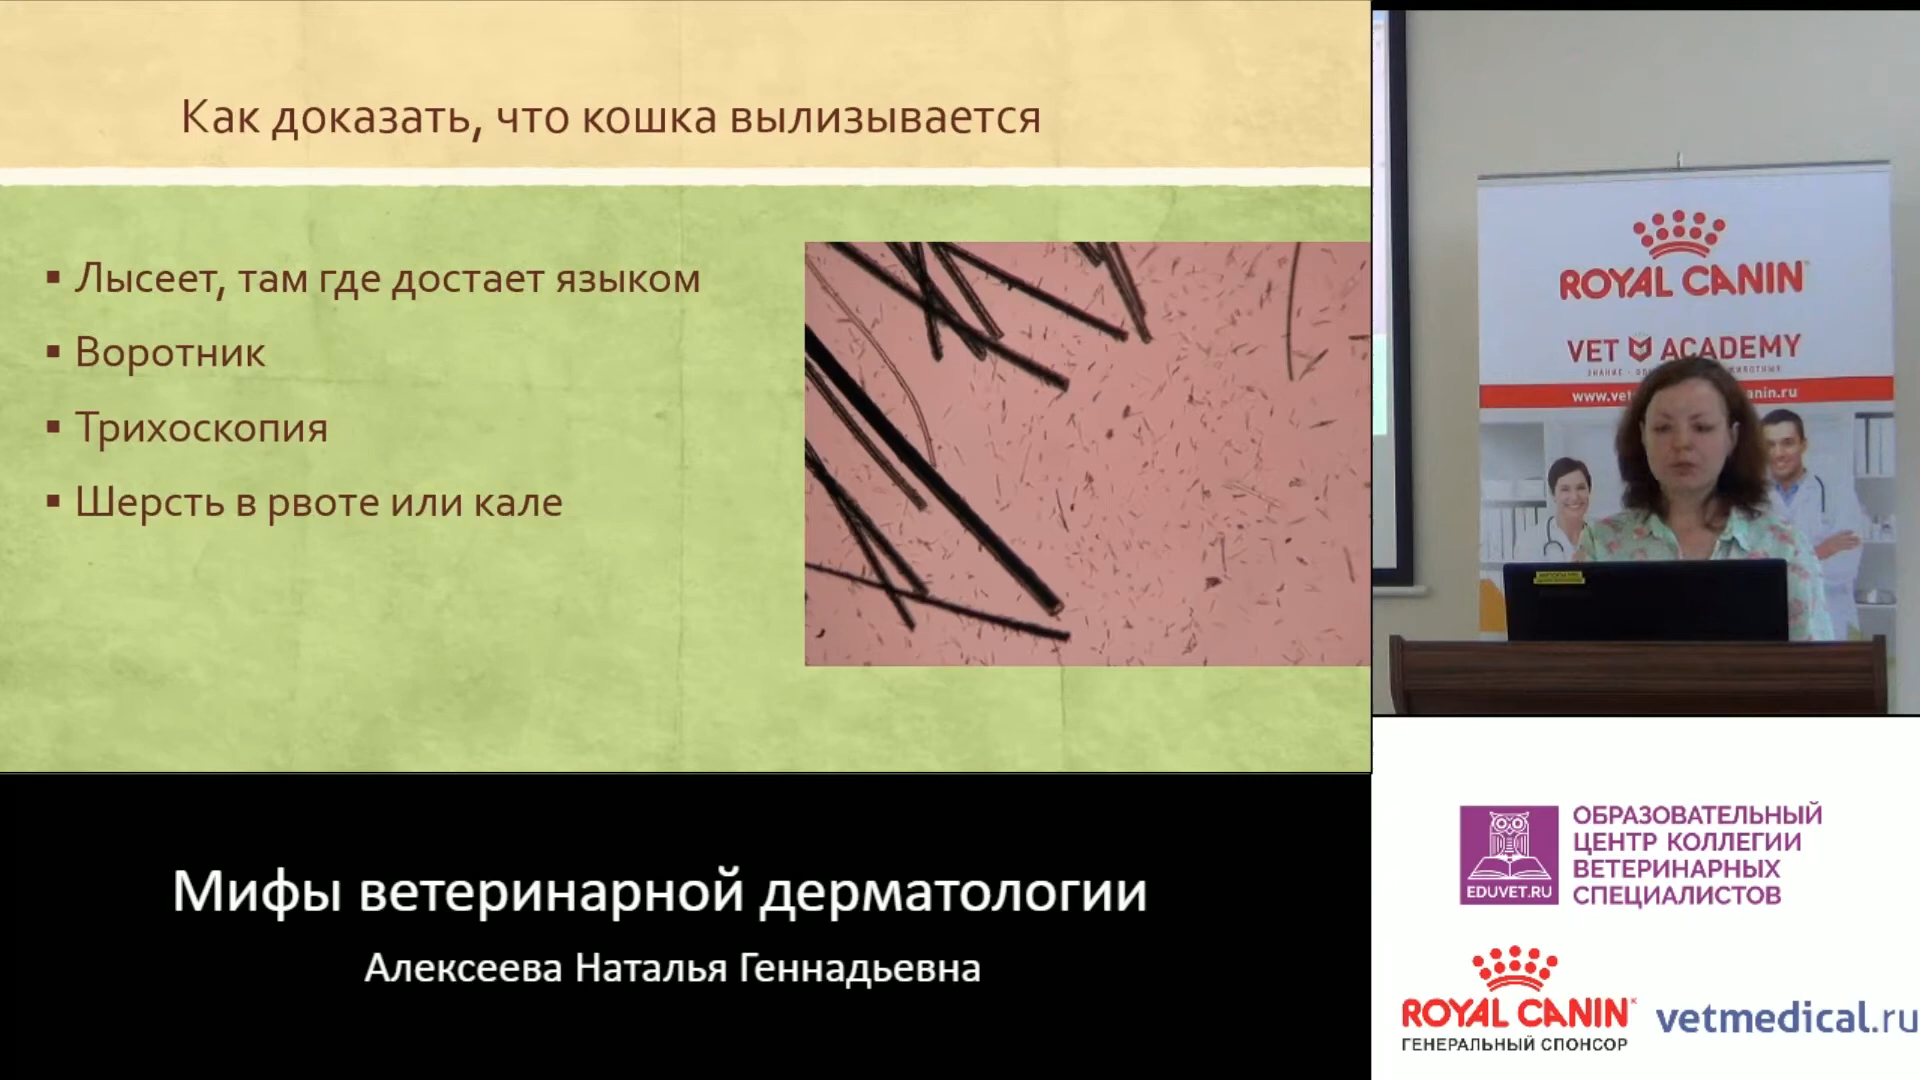 Как доказать, что кошка вылизывается
▪ Лысеет, там где достает языком
▪ Воротник
▪ Трихоскопия
▪ Шерсть в рвоте или кале
ROYAL CANIN
VET ACADEMY
Мифы ветеринарной дерматологии
Алексеева Наталья Геннадьевна
EDUVET.RU
ОБРАЗОВАТЕЛЬНЫЙ
ЦЕНТР КОЛЛЕГИИ
ВЕТЕРИНАРНЫХ
СПЕЦИАЛИСТОВ
ROYAL CANIN
ГЕНЕРАЛЬНЫЙ СПОНСОР
vetmedical.ru